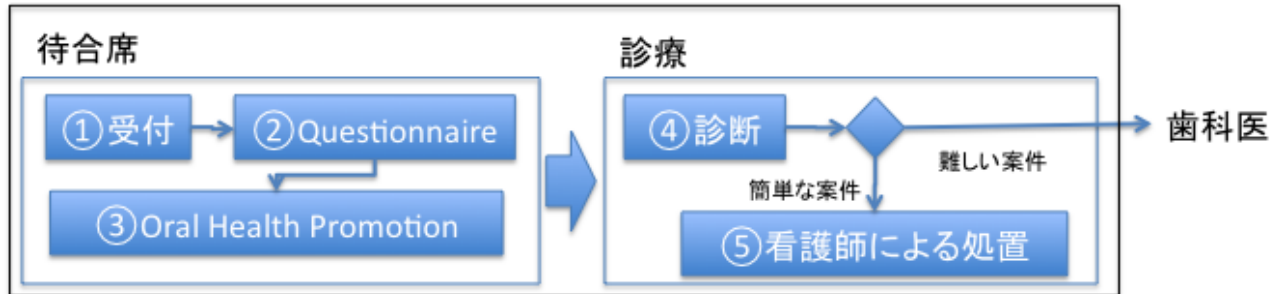 待合席
①受付
②Questionnaire
③Oral Health Promotion
診療
④診断
難しい案件
簡単な案件
⑤看護師による処置
歯科医